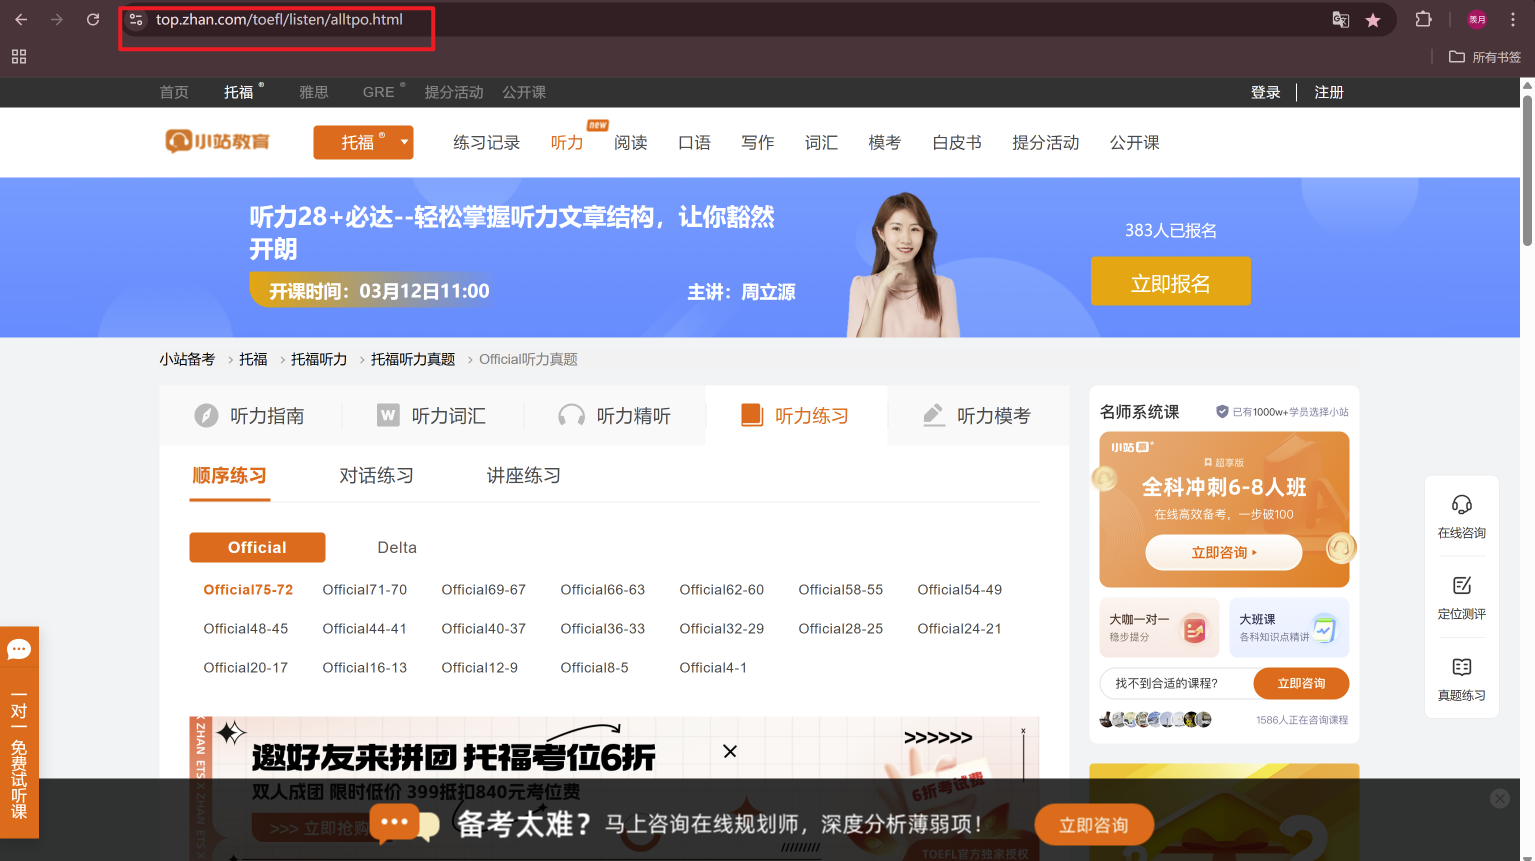 top.zhan.com/toefl/listen/alltpo.html
羡月
所有书签
首页 托福® 雅思 GRE® 提分活动 公开课
登录 注册
小站教育
托福®
练习记录 听力 new 阅读 口语 写作 词汇 模考 白皮书 提分活动 公开课
听力28+必达--轻松掌握听力文章结构，让你豁然
开朗
开课时间：03月12日11:00
主讲：周立源
383人已报名
立即报名
小站备考 > 托福 > 托福听力 > 托福听力真题 > Official听力真题
听力指南 W 听力词汇 听力精听 听力练习 听力模考
顺序练习 对话练习 讲座练习
Official Delta
Official75-72 Official71-70 Official69-67 Official66-63 Official62-60 Official58-55 Official54-49
Official48-45 Official44-41 Official40-37 Official36-33 Official32-29 Official28-25 Official24-21
Official20-17 Official16-13 Official12-9 Official8-5 Official4-1
名师系统课
已有1000w+学员选择小站
小站
超享版
全科冲刺6-8人班
在线高效备考，一步破100
立即咨询
大咖一对一
稳步提分
大班课
各科知识点精讲
找不到合适的课程?
立即咨询
1586人正在咨询课程
在线咨询
定位测评
真题练习
一对一免费试听课
X ZHAN ETS X ZHAN ETS X
邀好友来拼团 托福考位6折
双人成团 限时低价 399抵扣840元考位费
>>> 立即抢购
>>>>>>
6折考试费
TOEFL官方独家授权
备考太难? 马上咨询在线规划师，深度分析薄弱项!
立即咨询